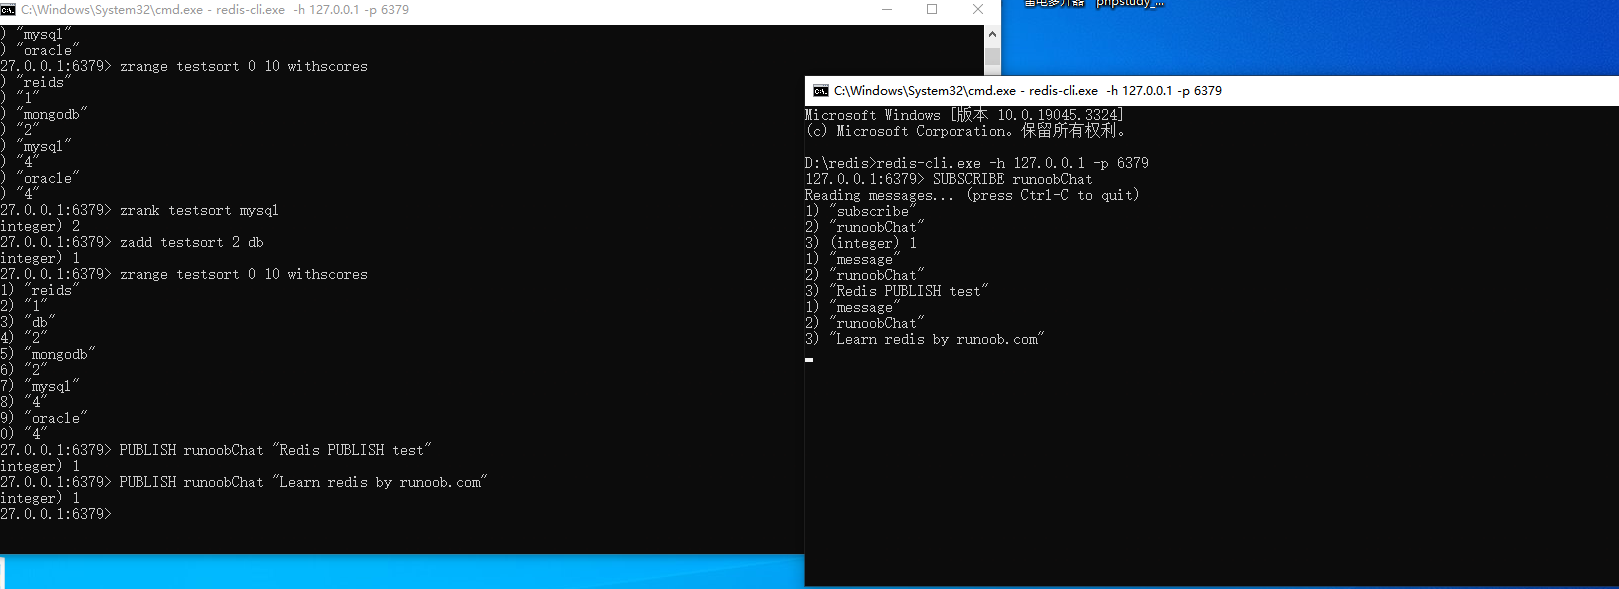 C:\Windows\System32\cmd.exe - redis-cli.exe  -h 127.0.0.1 -p 6379
) "mysql"
) "oracle"
27.0.0.1:6379> zrange testsort 0 10 withscores
) "reids"
) "1"
) "mongodb"
) "2"
) "mysql"
) "4"
) "oracle"
) "4"
27.0.0.1:6379> zrank testsort mysql
integer) 2
27.0.0.1:6379> zadd testsort 2 db
integer) 1
27.0.0.1:6379> zrange testsort 0 10 withscores
1) "reids"
2) "1"
3) "db"
4) "2"
5) "mongodb"
6) "2"
7) "mysql"
8) "4"
9) "oracle"
0) "4"
27.0.0.1:6379> PUBLISH runoobChat "Redis PUBLISH test"
integer) 1
27.0.0.1:6379> PUBLISH runoobChat "Learn redis by runoob.com"
integer) 1
27.0.0.1:6379>
雷电多开器 phpstudy_...
C:\Windows\System32\cmd.exe - redis-cli.exe  -h 127.0.0.1 -p 6379
Microsoft Windows [版本 10.0.19045.3324]
(c) Microsoft Corporation。保留所有权利。
D:\redis>redis-cli.exe -h 127.0.0.1 -p 6379
127.0.0.1:6379> SUBSCRIBE runoobChat
Reading messages... (press Ctrl-C to quit)
1) "subscribe"
2) "runoobChat"
3) (integer) 1
1) "message"
2) "runoobChat"
3) "Redis PUBLISH test"
1) "message"
2) "runoobChat"
3) "Learn redis by runoob.com"